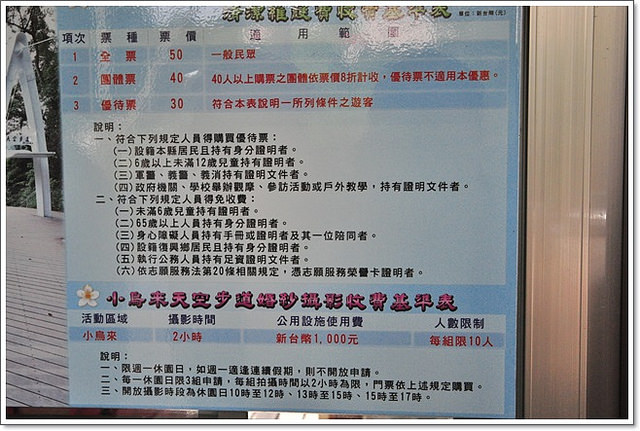 清潔維護費收費基準表 單位：新台幣(元)
項次 票種 票價 適用範圍
1 全票 50 一般民眾
2 團體票 40 40人以上購票之團體依票價8折計收，優待票不適用本優惠。
3 優待票 30 符合本表說明一所列條件之遊客
說明：
一、符合下列規定人員得購買優待票：
(一)設籍本縣居民且持有身分證明者。
(二)6歲以上未滿12歲兒童持有證明者。
(三)軍警、義警、義消持有證明文件者。
(四)政府機關、學校舉辦觀摩、參訪活動或戶外教學，持有證明文件者。
二、符合下列規定人員得免收費：
(一)未滿6歲兒童持有證明者。
(二)65歲以上人員持有身分證明者。
(三)身心障礙人員持有手冊或證明者及其一位陪同者。
(四)設籍復興鄉居民且持有身分證明者。
(五)執行公務人員持有足資證明文件者。
(六)依志願服務法第20條相關規定，憑志願服務榮譽卡證明者。
小烏來天空步道婚紗攝影收費基準表
活動區域 攝影時間 公用設施使用費 人數限制
小烏來 2小時 新台幣1,000元 每組限10人
說明：
一、限週一休園日，如週一適逢連續假期，則不開放申請。
二、每一休園日限3組申請，每組拍攝時間以2小時為限，門票依上述規定購買。
三、開放攝影時段為休園日10時至12時、13時至15時、15時至17時。